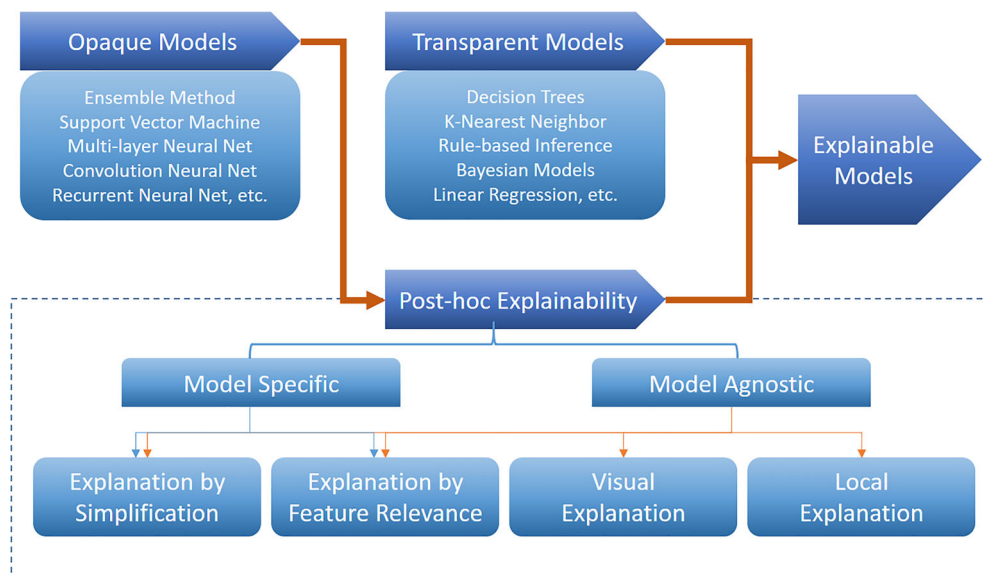 Opaque Models
Ensemble Method
Support Vector Machine
Multi-layer Neural Net
Convolution Neural Net
Recurrent Neural Net, etc.
Transparent Models
Decision Trees
K-Nearest Neighbor
Rule-based Inference
Bayesian Models
Linear Regression, etc.
Explainable
Models
Post-hoc Explainability
Model Specific
Model Agnostic
Explanation by
Simplification
Explanation by
Feature Relevance
Visual
Explanation
Local
Explanation